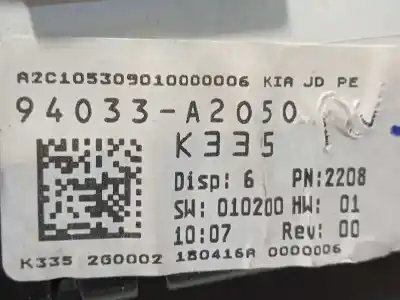 A2C105309010000006 KIA JD PE
94033-A2050
K335
Disp: 6 PN:2208
SW: 010200 HW: 01
10:07 Rev: 00
K335 2G0002 180416A 0000006